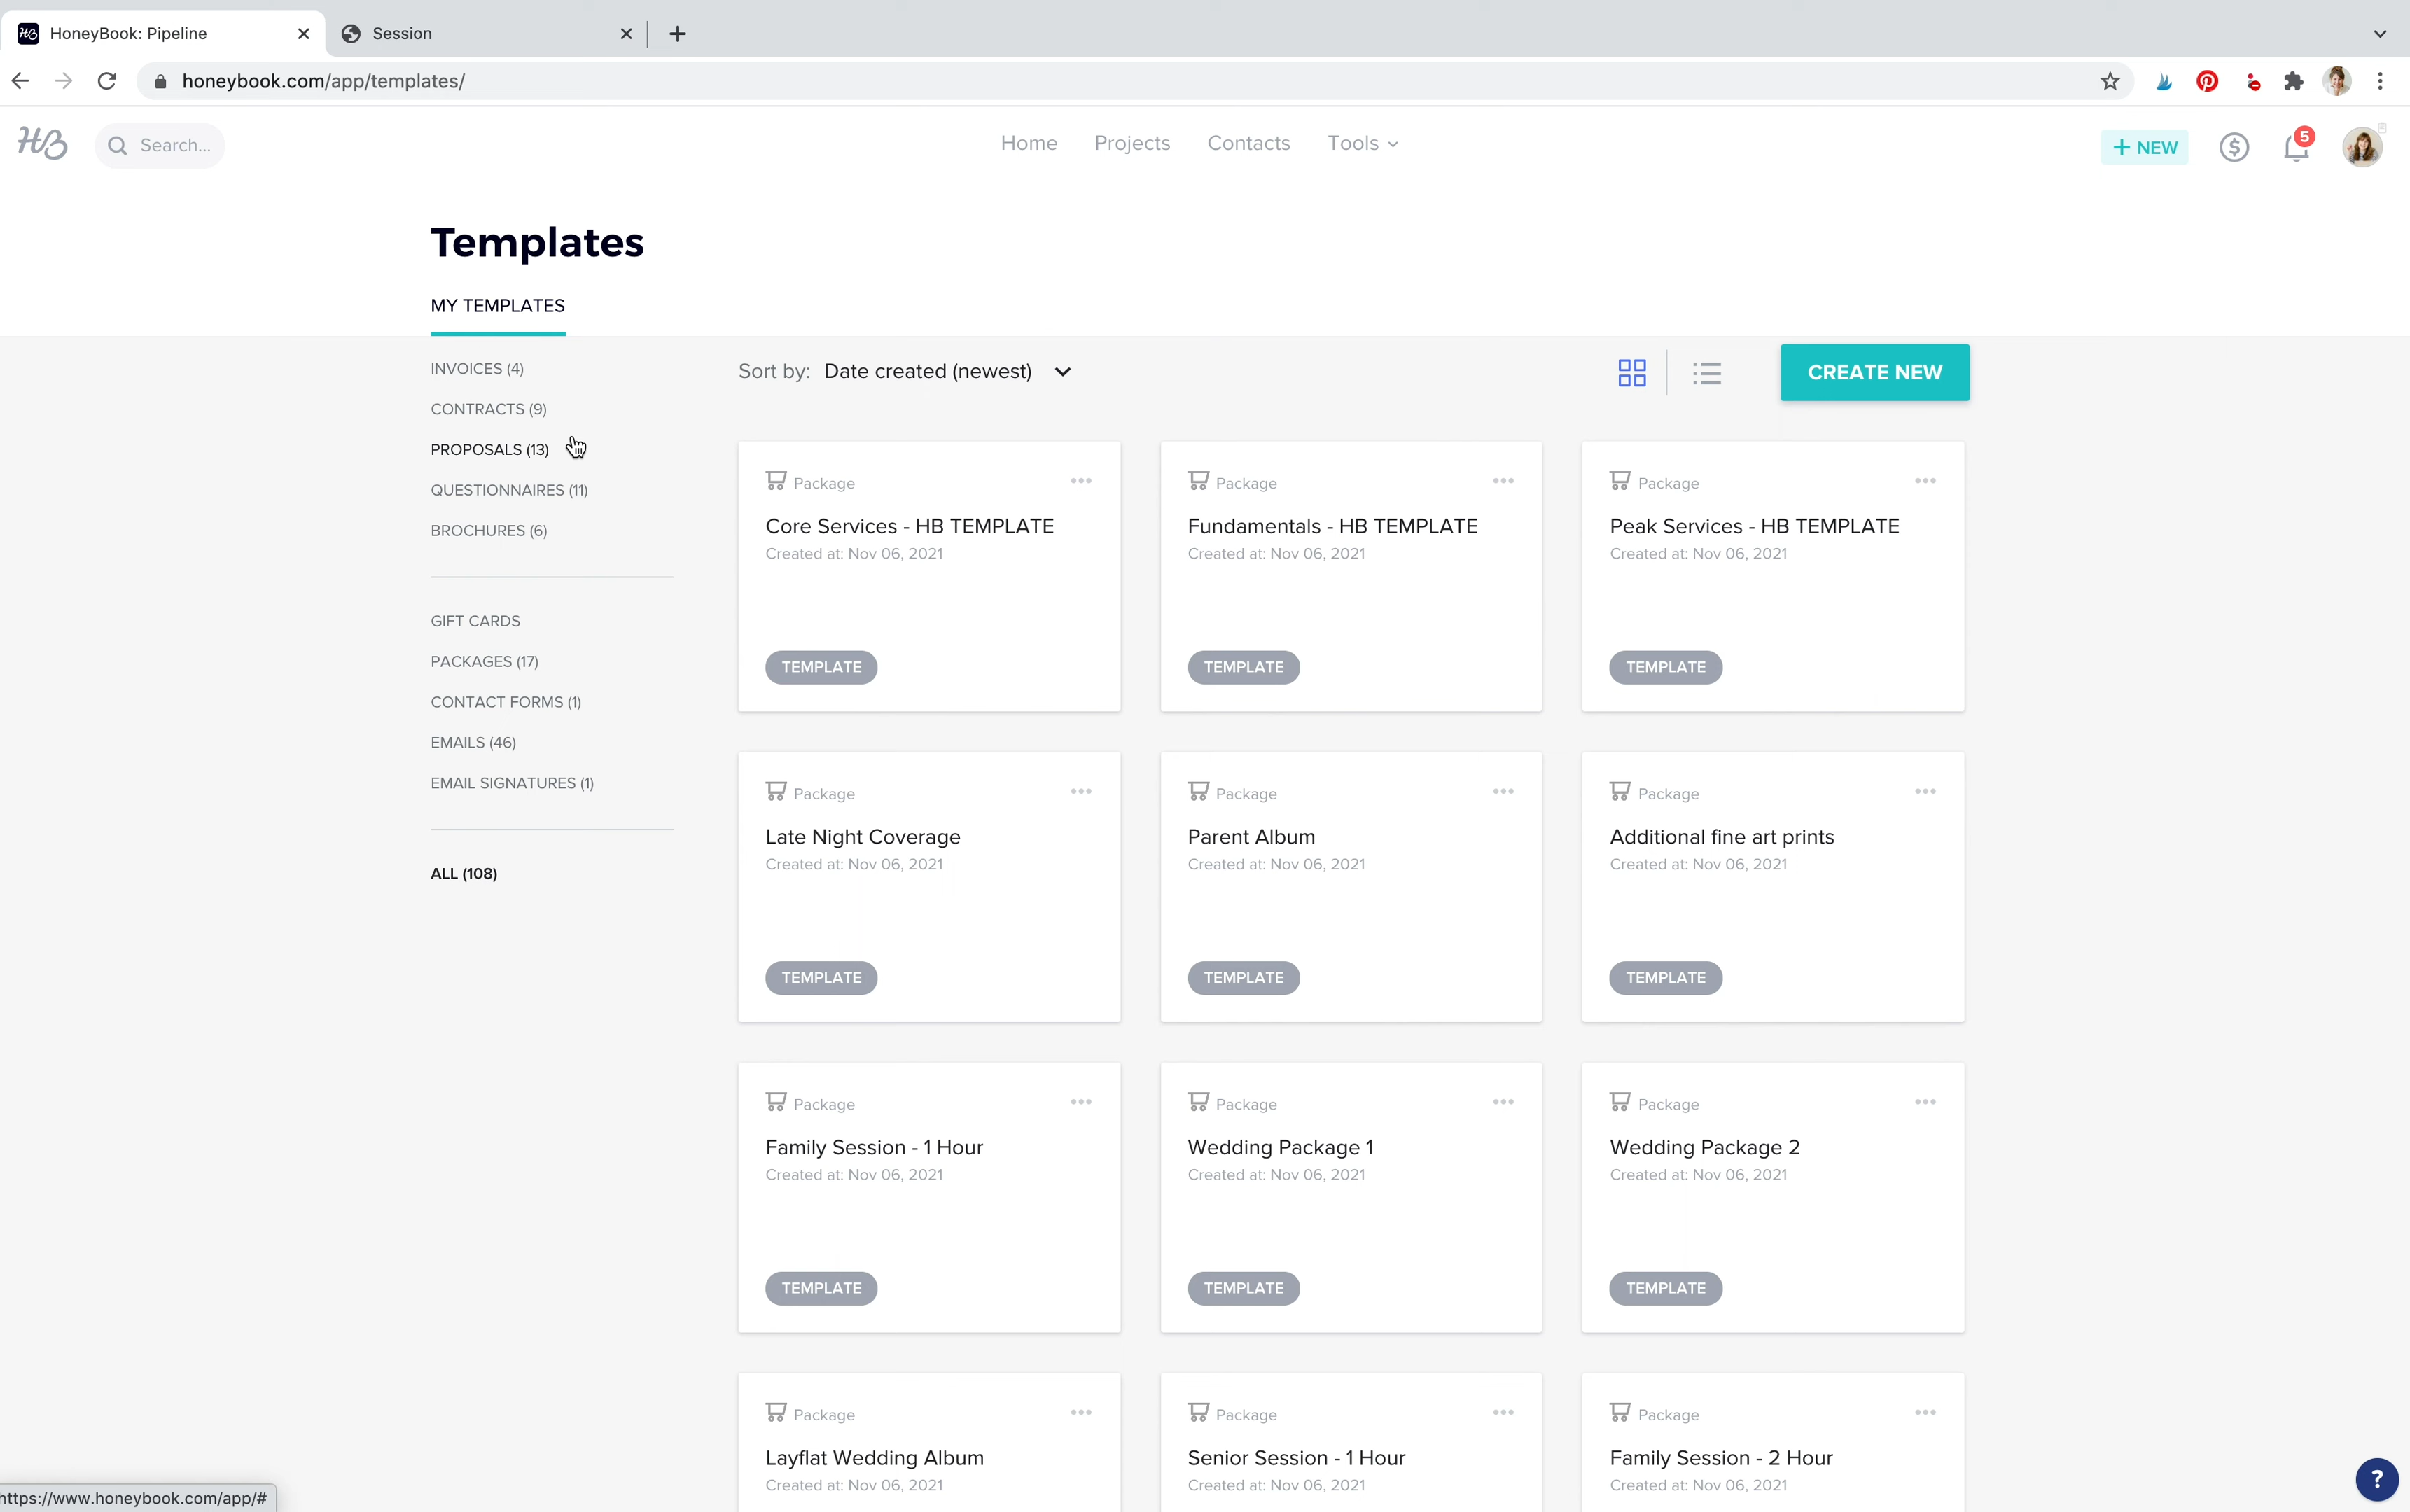 HoneyBook: Pipeline
Session
honeybook.com/app/templates/
HB
Search...
Home
Projects
Contacts
Tools
+ NEW
5
Templates
MY TEMPLATES
INVOICES (4)
CONTRACTS (9)
PROPOSALS (13)
QUESTIONNAIRES (11)
BROCHURES (6)
GIFT CARDS
PACKAGES (17)
CONTACT FORMS (1)
EMAILS (46)
EMAIL SIGNATURES (1)
ALL (108)
Sort by: Date created (newest)
CREATE NEW
Package
Core Services - HB TEMPLATE
Created at: Nov 06, 2021
TEMPLATE
Package
Fundamentals - HB TEMPLATE
Created at: Nov 06, 2021
TEMPLATE
Package
Peak Services - HB TEMPLATE
Created at: Nov 06, 2021
TEMPLATE
Package
Late Night Coverage
Created at: Nov 06, 2021
TEMPLATE
Package
Parent Album
Created at: Nov 06, 2021
TEMPLATE
Package
Additional fine art prints
Created at: Nov 06, 2021
TEMPLATE
Package
Family Session - 1 Hour
Created at: Nov 06, 2021
TEMPLATE
Package
Wedding Package 1
Created at: Nov 06, 2021
TEMPLATE
Package
Wedding Package 2
Created at: Nov 06, 2021
TEMPLATE
Package
Layflat Wedding Album
Created at: Nov 06, 2021
Package
Senior Session - 1 Hour
Created at: Nov 06, 2021
Package
Family Session - 2 Hour
Created at: Nov 06, 2021
https://www.honeybook.com/app/#
?